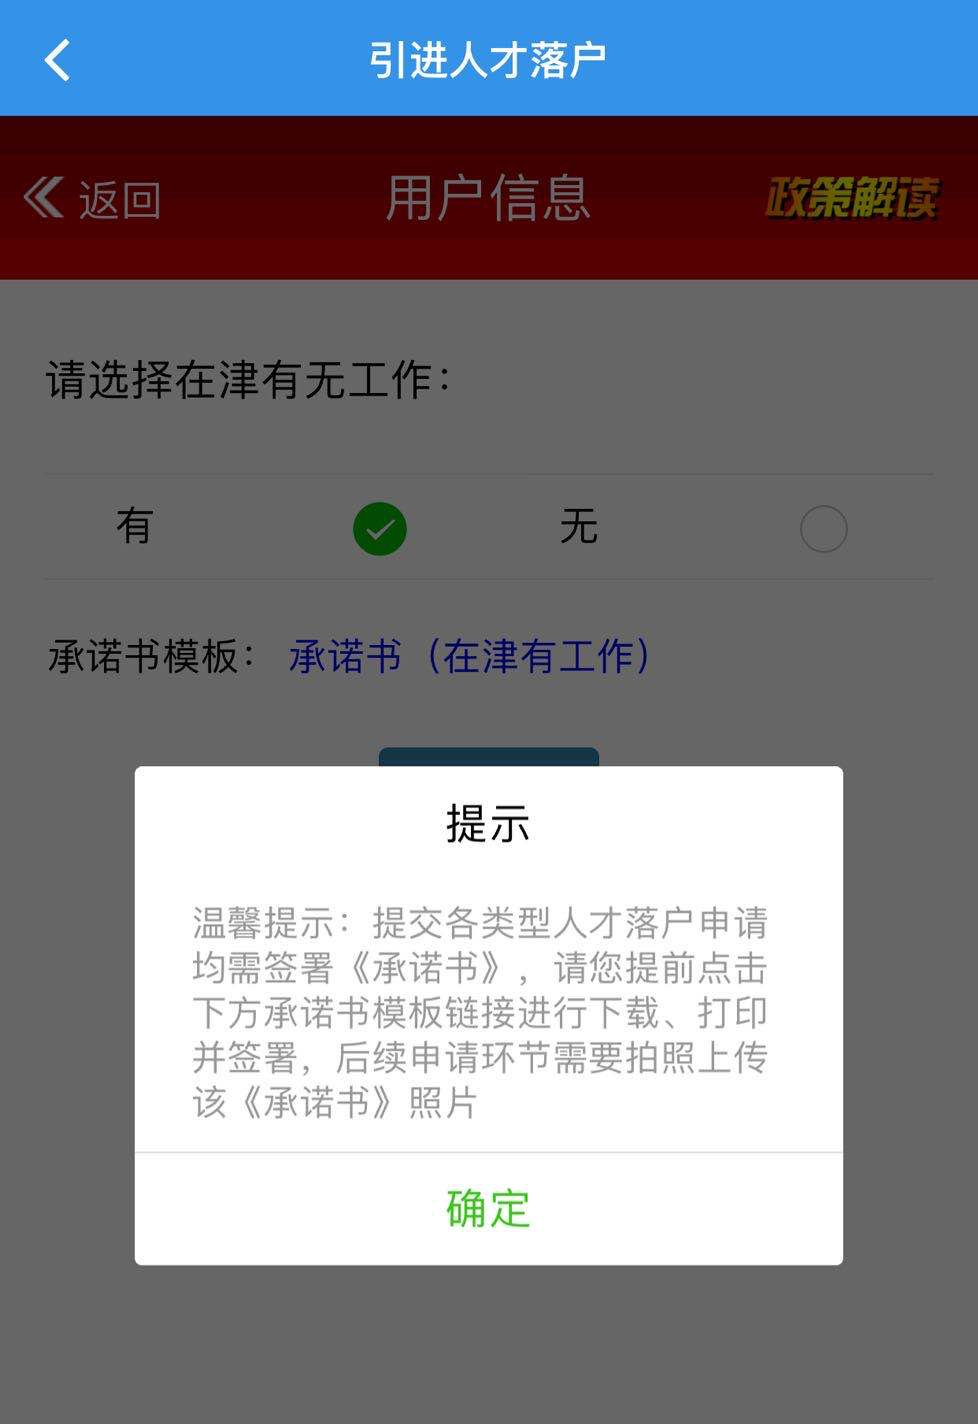 引进人才落户
返回 用户信息 政策解读
请选择在津有无工作：
有 无
承诺书模板： 承诺书（在津有工作）
提示
温馨提示：提交各类型人才落户申请
均需签署《承诺书》，请您提前点击
下方承诺书模板链接进行下载、打印
并签署，后续申请环节需要拍照上传
该《承诺书》照片
确定